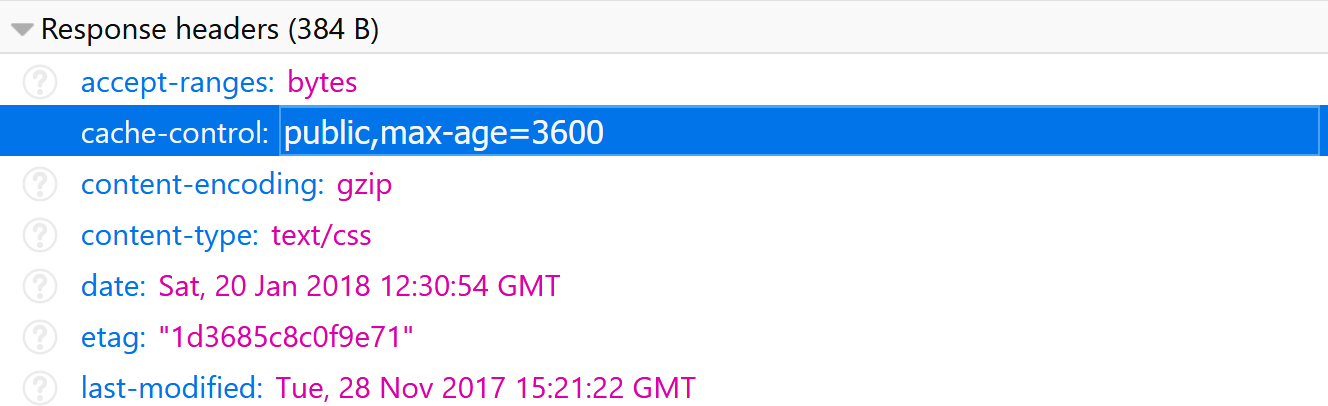 Response headers (384 B)
accept-ranges: bytes
cache-control: public,max-age=3600
content-encoding: gzip
content-type: text/css
date: Sat, 20 Jan 2018 12:30:54 GMT
etag: "1d3685c8c0f9e71"
last-modified: Tue, 28 Nov 2017 15:21:22 GMT